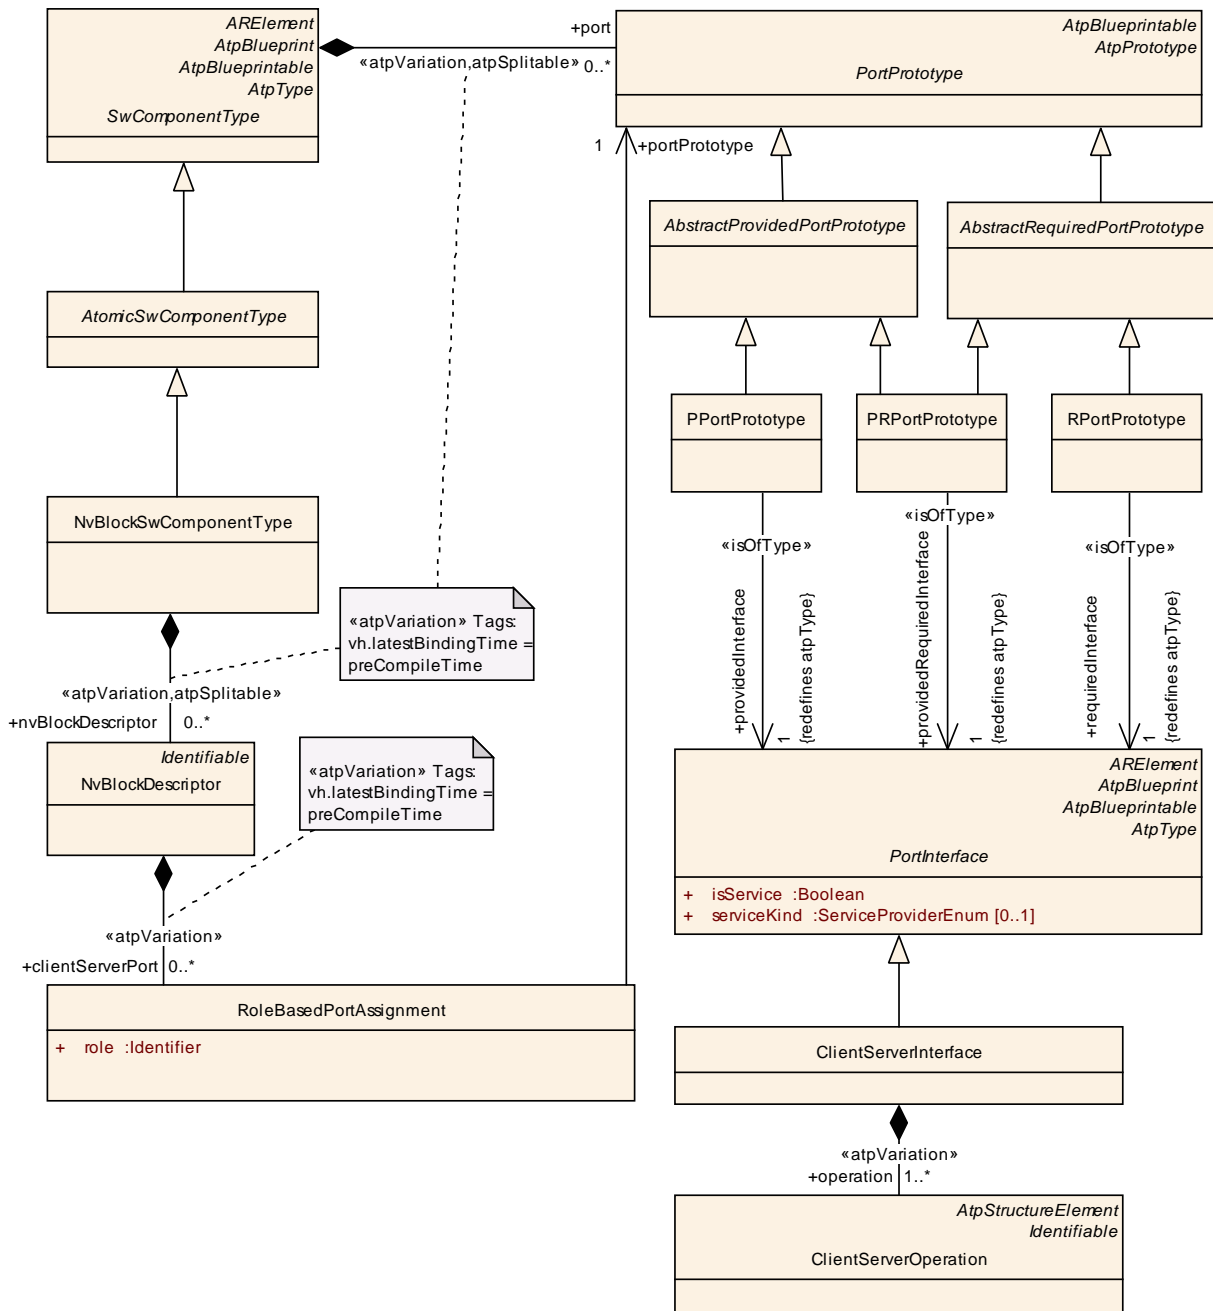 ARElement
AtpBlueprint
AtpBlueprintable
AtpType
SwComponentType
+port
«atpVariation,atpSplitable» 0..*
AtpBlueprintable
AtpPrototype
PortPrototype
1 +portPrototype
AbstractProvidedPortPrototype
AbstractRequiredPortPrototype
AtomicSwComponentType
PPortPrototype
PRPortPrototype
RPortPrototype
NvBlockSwComponentType
«isOfType»
«isOfType»
«isOfType»
+providedInterface
1
{redefines atpType}
+providedRequiredInterface
1
{redefines atpType}
+requiredInterface
1
{redefines atpType}
«atpVariation» Tags:
vh.latestBindingTime =
preCompileTime
«atpVariation,atpSplitable»
+nvBlockDescriptor 0..*
Identifiable
NvBlockDescriptor
«atpVariation» Tags:
vh.latestBindingTime =
preCompileTime
ARElement
AtpBlueprint
AtpBlueprintable
AtpType
PortInterface
+ isService :Boolean
+ serviceKind :ServiceProviderEnum [0..1]
«atpVariation»
+clientServerPort 0..*
RoleBasedPortAssignment
+ role :Identifier
ClientServerInterface
«atpVariation»
+operation 1..*
AtpStructureElement
Identifiable
ClientServerOperation